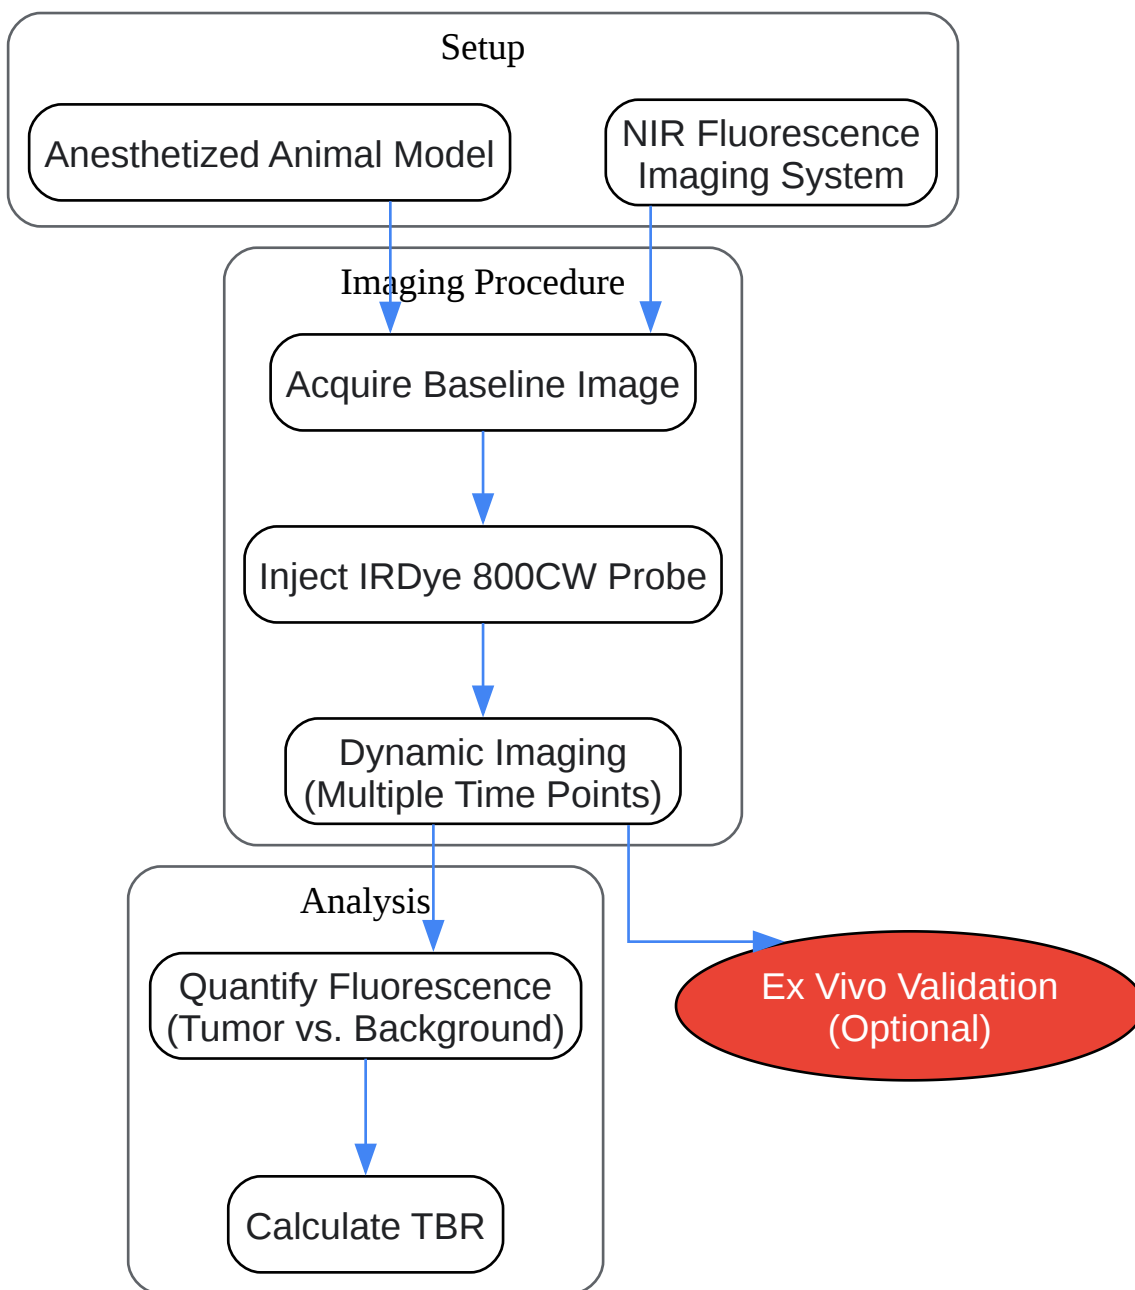 Setup
Anesthetized Animal Model
NIR Fluorescence
Imaging System
Imaging Procedure
Acquire Baseline Image
Inject IRDye 800CW Probe
Dynamic Imaging
(Multiple Time Points)
Analysis
Quantify Fluorescence
(Tumor vs. Background)
Ex Vivo Validation
(Optional)
Calculate TBR